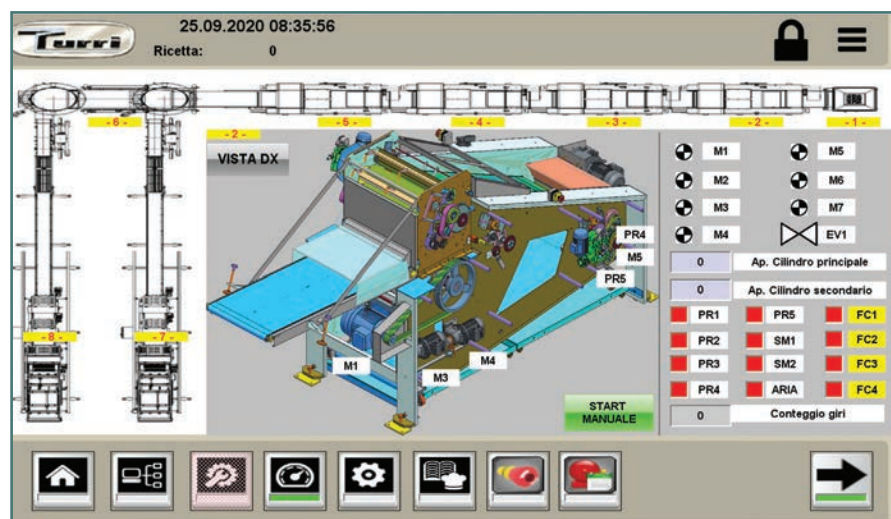 Turri
25.09.2020 08:35:56
Ricetta: 0
- 6 -
- 5 -
- 4 -
- 3 -
- 2 -
- 1 -
- 2 -
VISTA DX
PR4
M5
PR5
M1
M3
M4
START
MANUALE
- 8 -
- 7 -
M1 M5
M2 M6
M3 M7
M4 EV1
0 Ap. Cilindro principale
0 Ap. Cilindro secondario
PR1 PR5 FC1
PR2 SM1 FC2
PR3 SM2 FC3
PR4 ARIA FC4
0 Conteggio giri